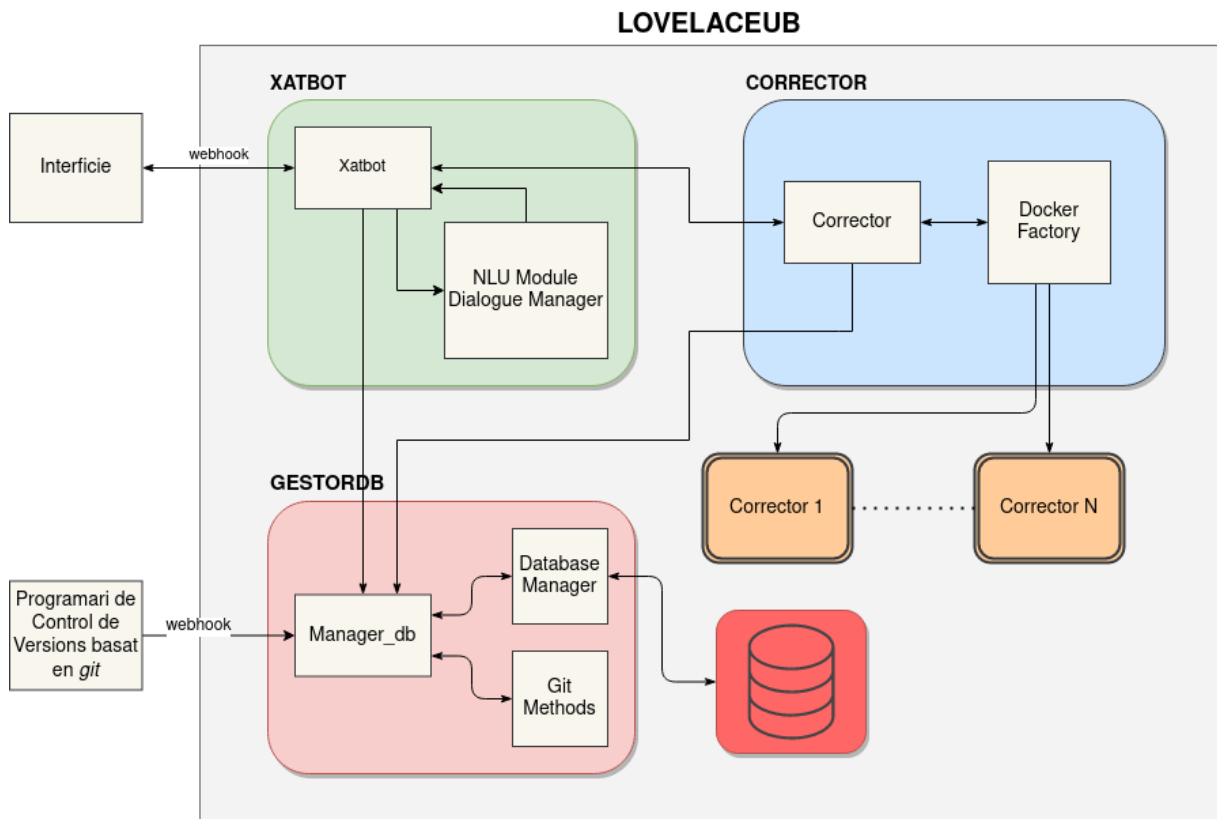 LOVELACEUB
XATBOT
CORRECTOR
Interficie
webhook
Xatbot
NLU Module
Dialogue Manager
Corrector
Docker
Factory
Corrector 1
Corrector N
GESTORDB
Programari de
Control de
Versions basat
en git
webhook
Manager_db
Database
Manager
Git
Methods